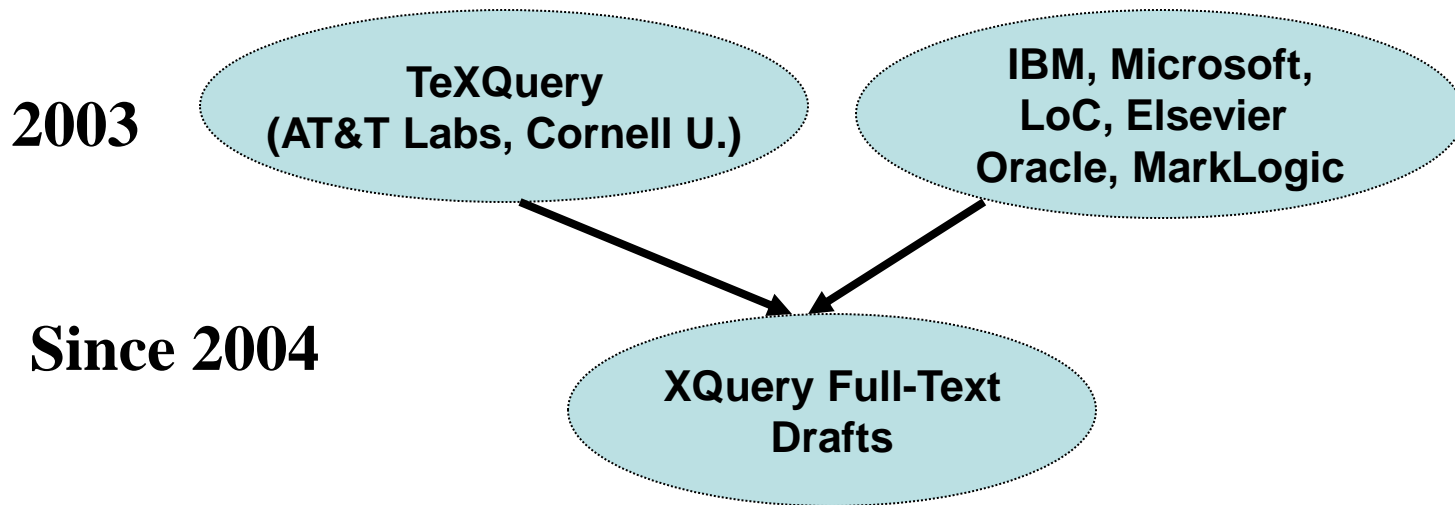 2003
TeXQuery
(AT&T Labs, Cornell U.)
IBM, Microsoft,
LoC, Elsevier
Oracle, MarkLogic
Since 2004
XQuery Full-Text
Drafts